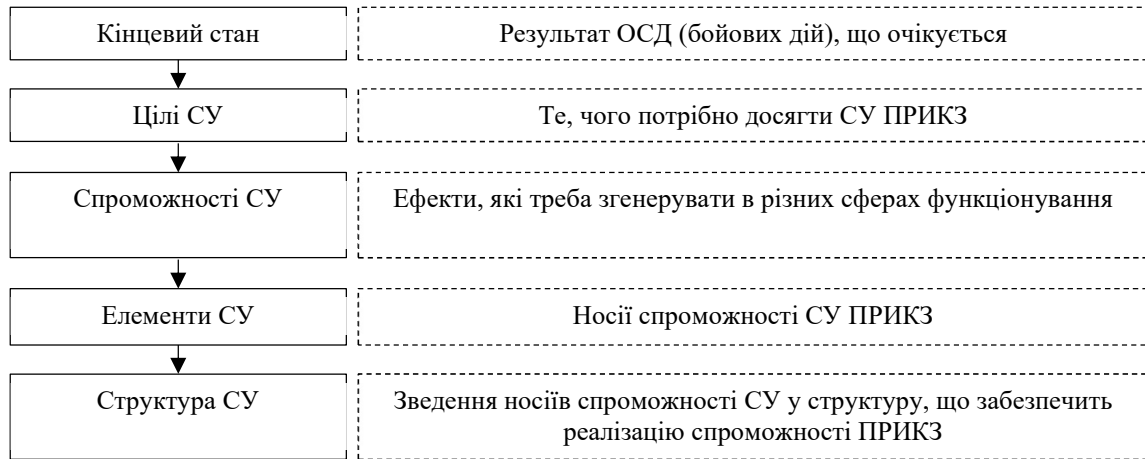 Кінцевий стан
Результат ОСД (бойових дій), що очікується
Цілі СУ
Те, чого потрібно досягти СУ ПРИКЗ
Спроможності СУ
Ефекти, які треба згенерувати в різних сферах функціонування
Елементи СУ
Носії спроможності СУ ПРИКЗ
Структура СУ
Зведення носіїв спроможності СУ у структуру, що забезпечить
реалізацію спроможності ПРИКЗ